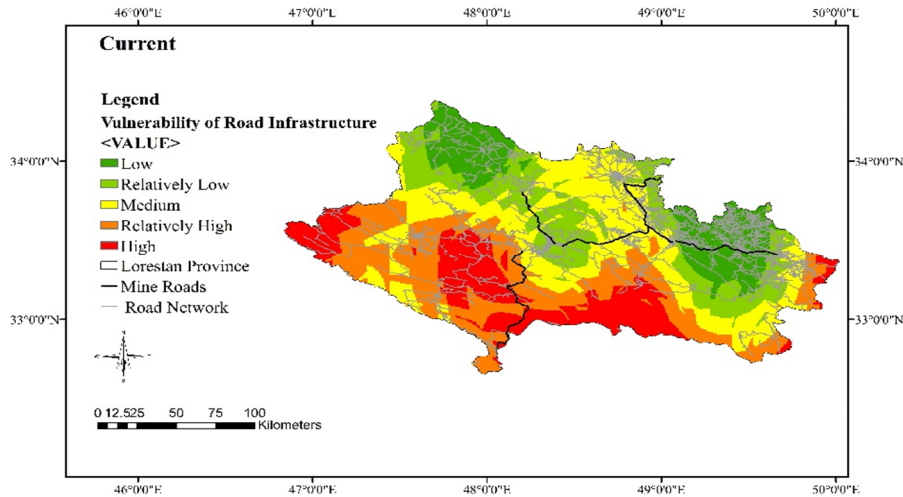 46°0'0"E 47°0'0"E 48°0'0"E 49°0'0"E 50°0'0"E
Current
Legend
Vulnerability of Road Infrastructure
<VALUE>
34°0'0"N 34°0'0"N
Low
Relatively Low
Medium
Relatively High
High
Lorestan Province
Mine Roads
Road Network
33°0'0"N 33°0'0"N
0 12.525 50 75 100
Kilometers
46°0'0"E 47°0'0"E 48°0'0"E 49°0'0"E 50°0'0"E